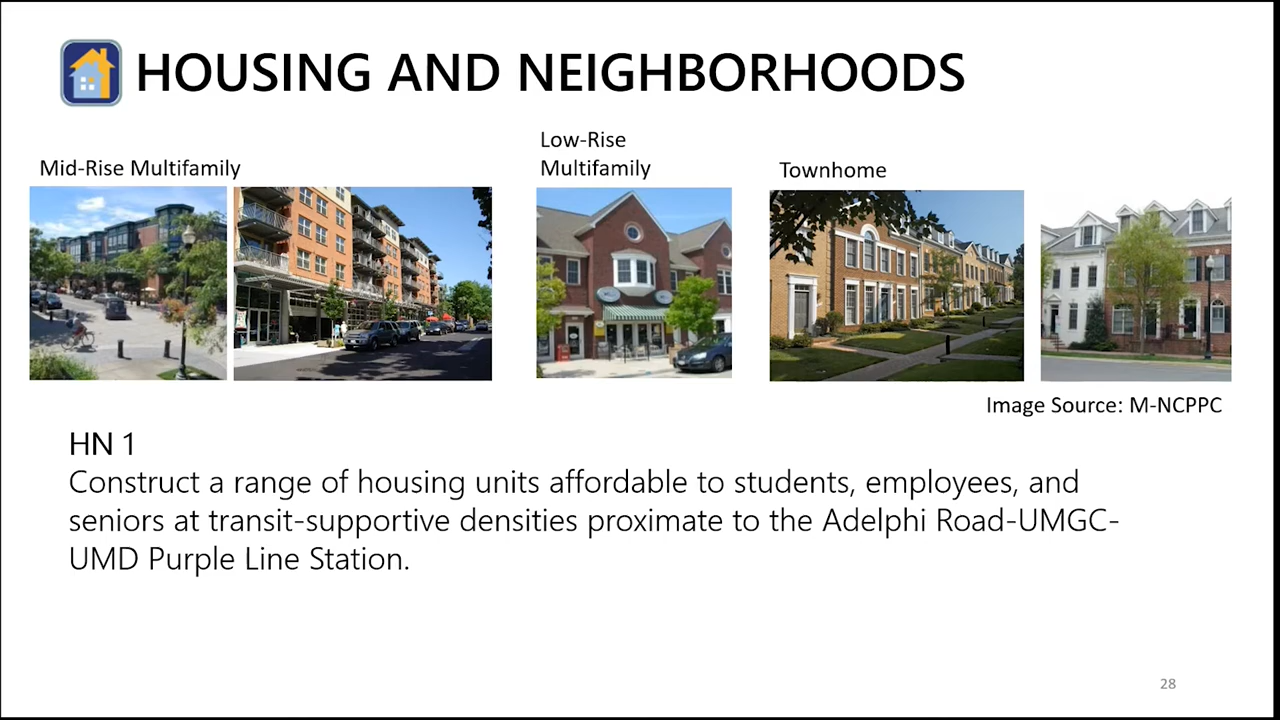 HOUSING AND NEIGHBORHOODS
Mid-Rise Multifamily
Low-Rise
Multifamily
Townhome
Image Source: M-NCPPC
HN 1
Construct a range of housing units affordable to students, employees, and
seniors at transit-supportive densities proximate to the Adelphi Road-UMGC-
UMD Purple Line Station.
28